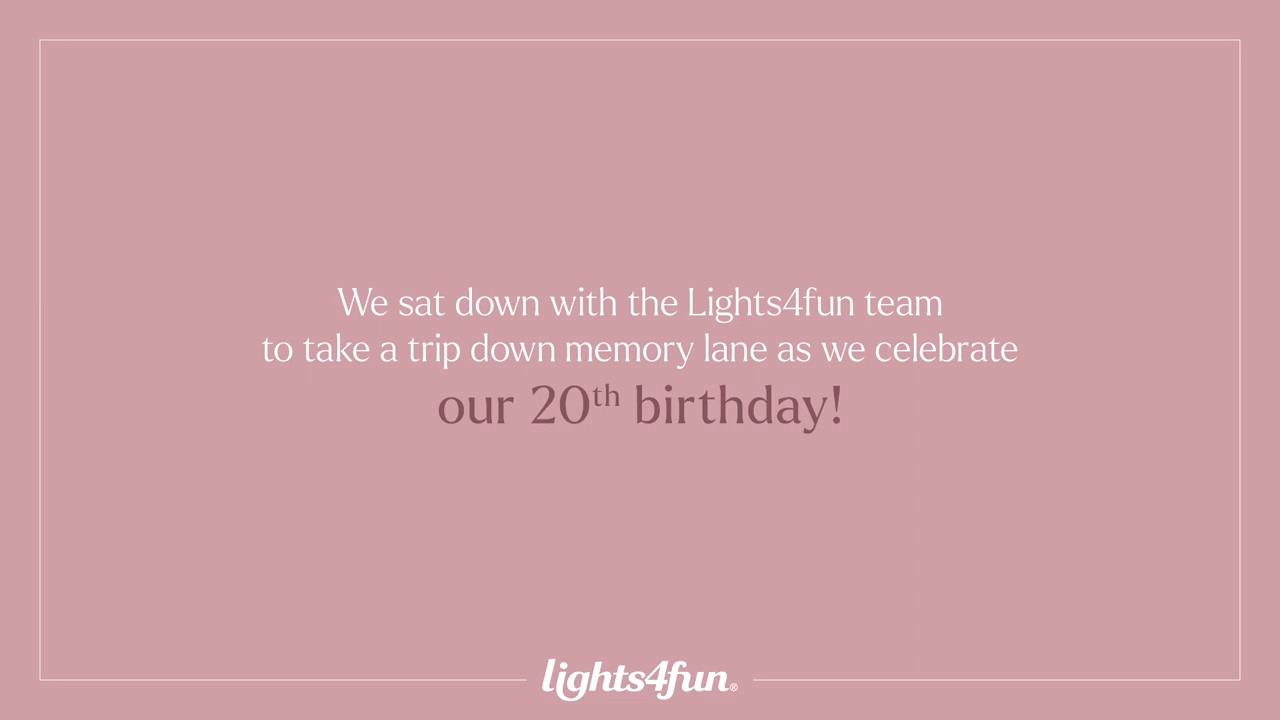 We sat down with the Lights4fun team
to take a trip down memory lane as we celebrate
our 20th birthday!
lights4fun®